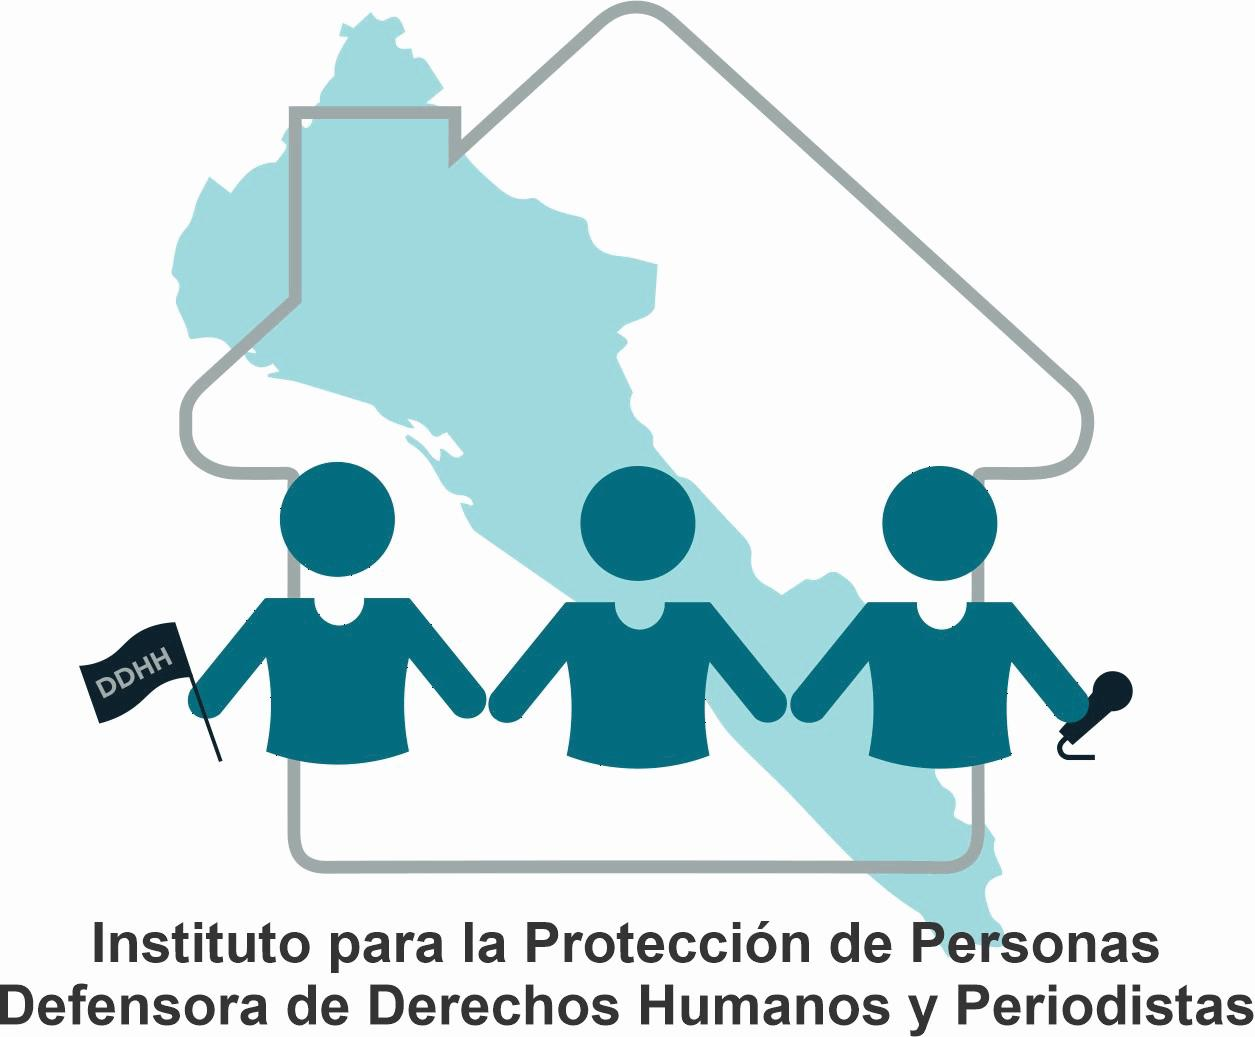 DDHH
Instituto para la Protección de Personas
Defensora de Derechos Humanos y Periodistas